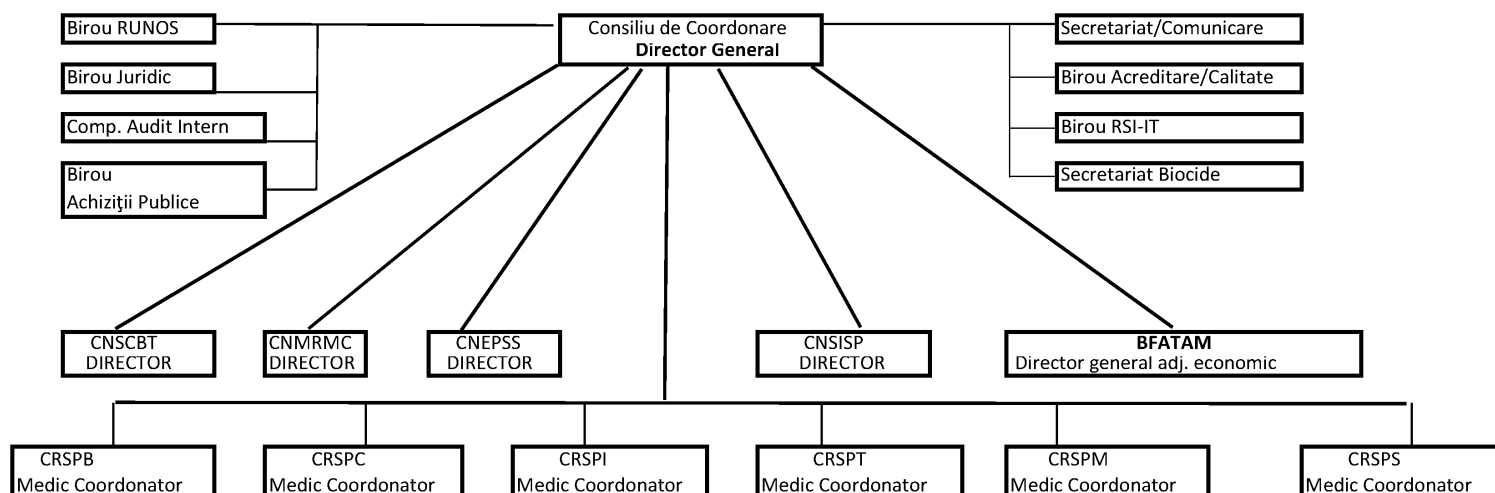 Birou RUNOS
Consiliu de Coordonare
Director General
Secretariat/Comunicare
Birou Juridic
Birou Acreditare/Calitate
Comp. Audit Intern
Birou RSI-IT
Birou
Achiziţii Publice
Secretariat Biocide
CNSCBT
DIRECTOR
CNMRMC
DIRECTOR
CNEPSS
DIRECTOR
CNSISP
DIRECTOR
BFATAM
Director general adj. economic
CRSPB
Medic Coordonator
CRSPC
Medic Coordonator
CRSPI
Medic Coordonator
CRSPT
Medic Coordonator
CRSPM
Medic Coordonator
CRSPS
Medic Coordonator